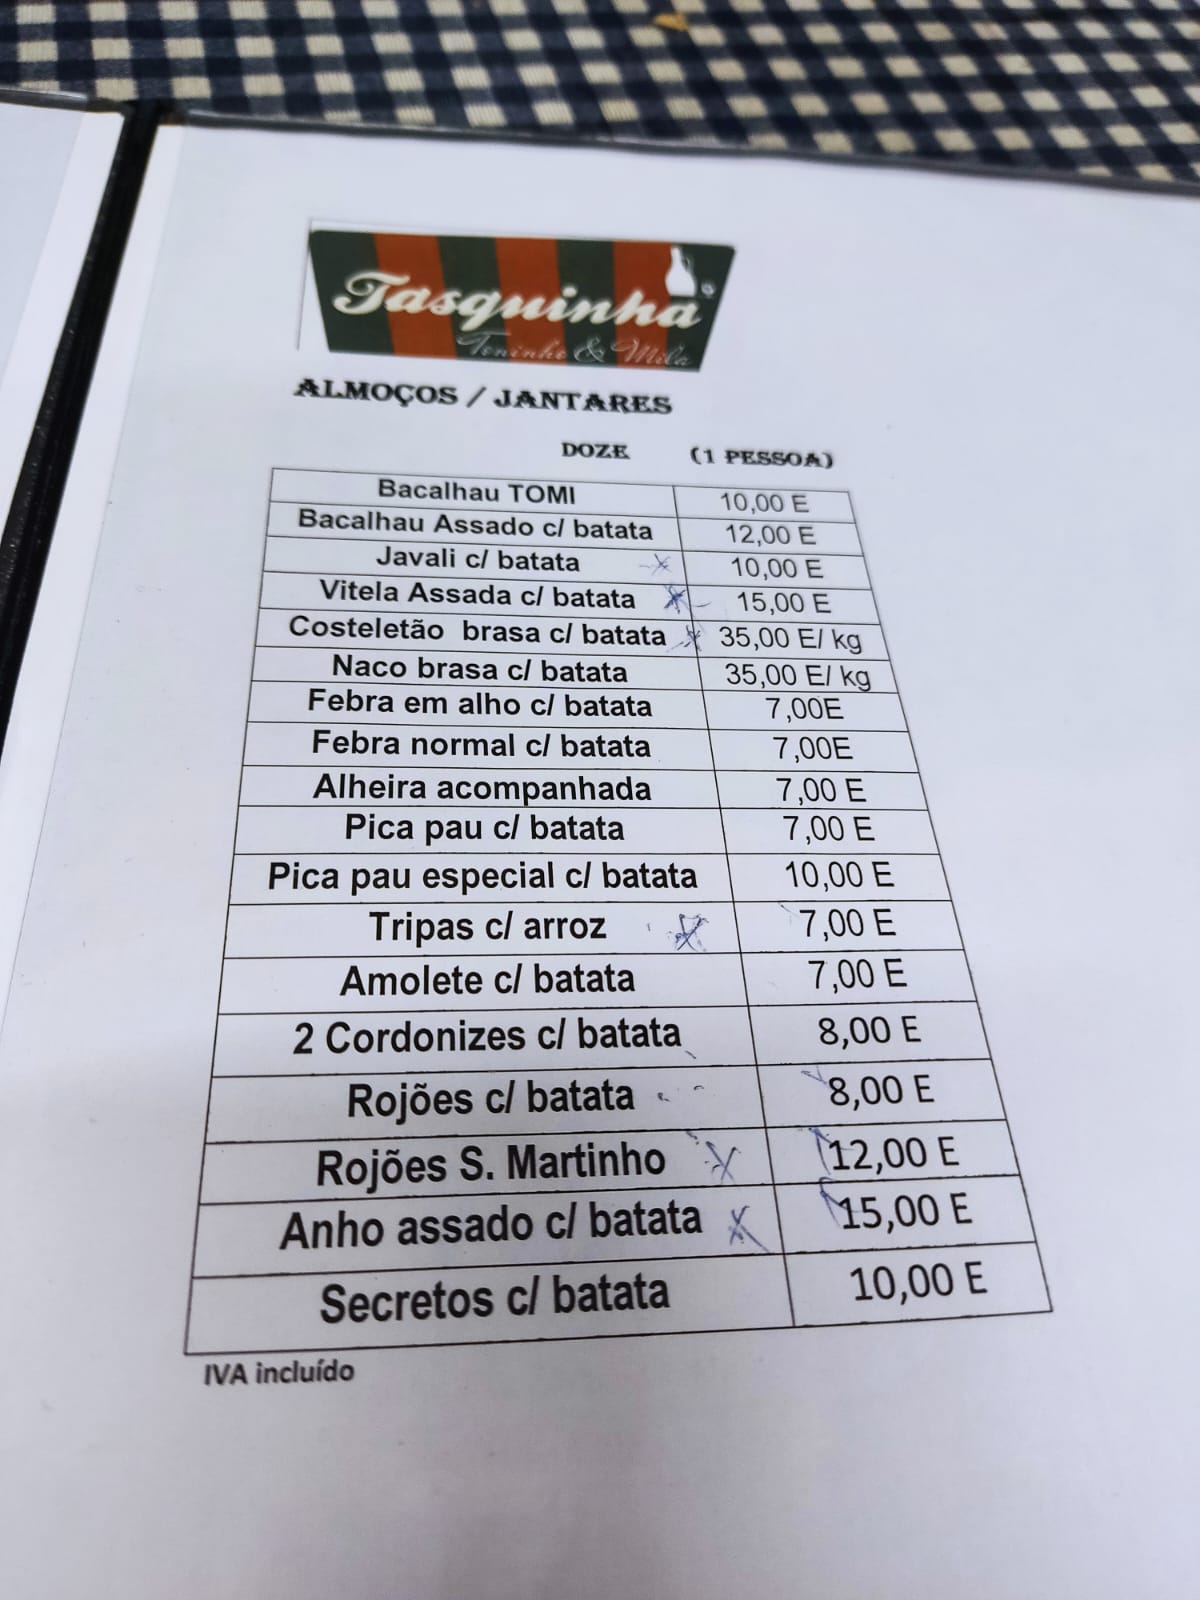 Tasquinha
Toninho & Mila
ALMOÇOS / JANTARES
DOZE (1 PESSOA)
Bacalhau TOMI 10,00 E
Bacalhau Assado c/ batata 12,00 E
Javali c/ batata 10,00 E
Vitela Assada c/ batata 15,00 E
Costeletão brasa c/ batata 35,00 E/ kg
Naco brasa c/ batata 35,00 E/ kg
Febra em alho c/ batata 7,00E
Febra normal c/ batata 7,00E
Alheira acompanhada 7,00 E
Pica pau c/ batata 7,00 E
Pica pau especial c/ batata 10,00 E
Tripas c/ arroz 7,00 E
Amolete c/ batata 7,00 E
2 Cordonizes c/ batata 8,00 E
Rojões c/ batata 8,00 E
Rojões S. Martinho 12,00 E
Anho assado c/ batata 15,00 E
Secretos c/ batata 10,00 E
IVA incluído